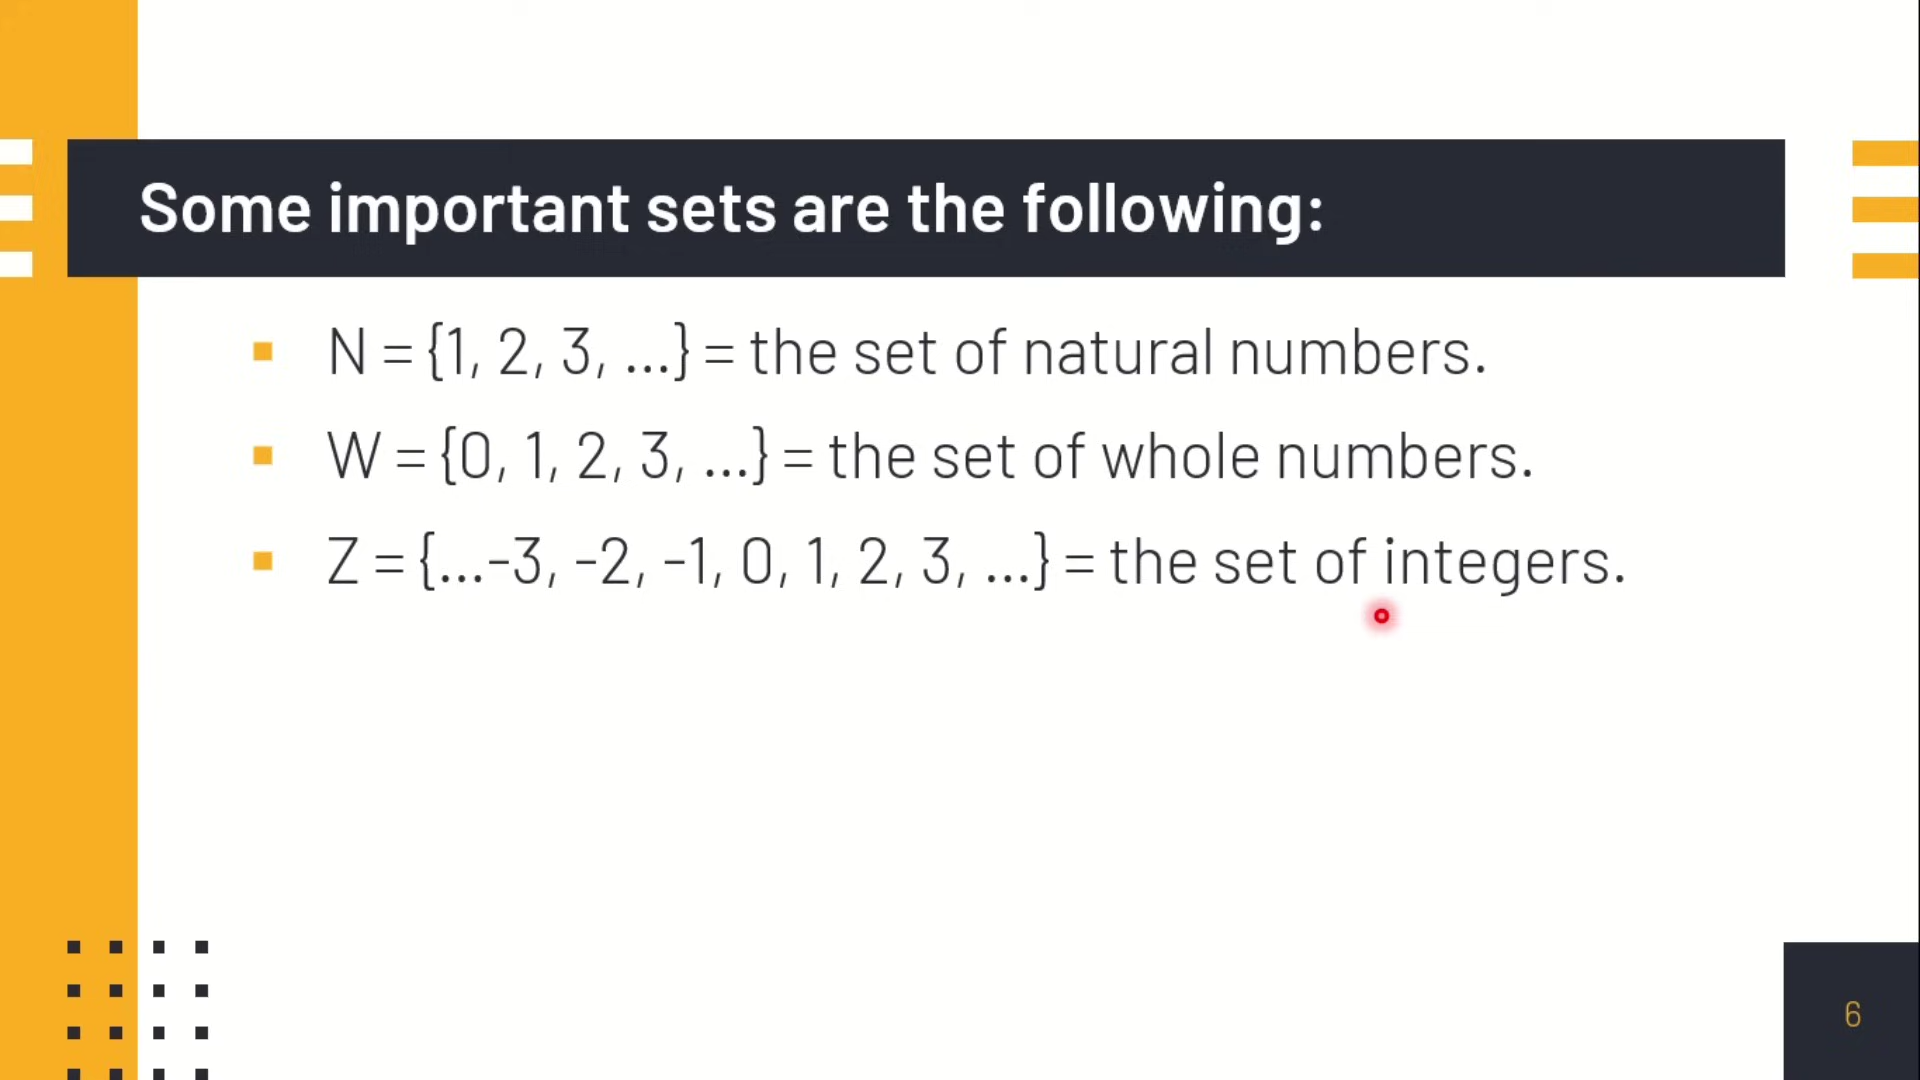 Some important sets are the following:
N = {1, 2, 3, ...} = the set of natural numbers.
W = {0, 1, 2, 3, ...} = the set of whole numbers.
Z = {...-3, -2, -1, 0, 1, 2, 3, ...} = the set of integers.
6